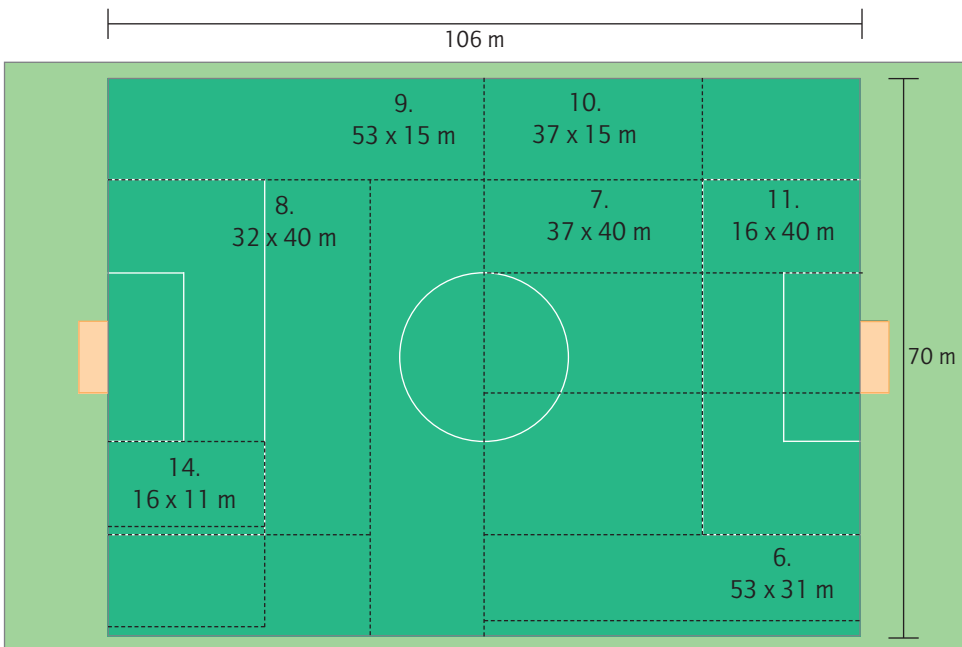 106 m
9.
53 x 15 m
10.
37 x 15 m
8.
32 x 40 m
7.
37 x 40 m
11.
16 x 40 m
70 m
14.
16 x 11 m
6.
53 x 31 m